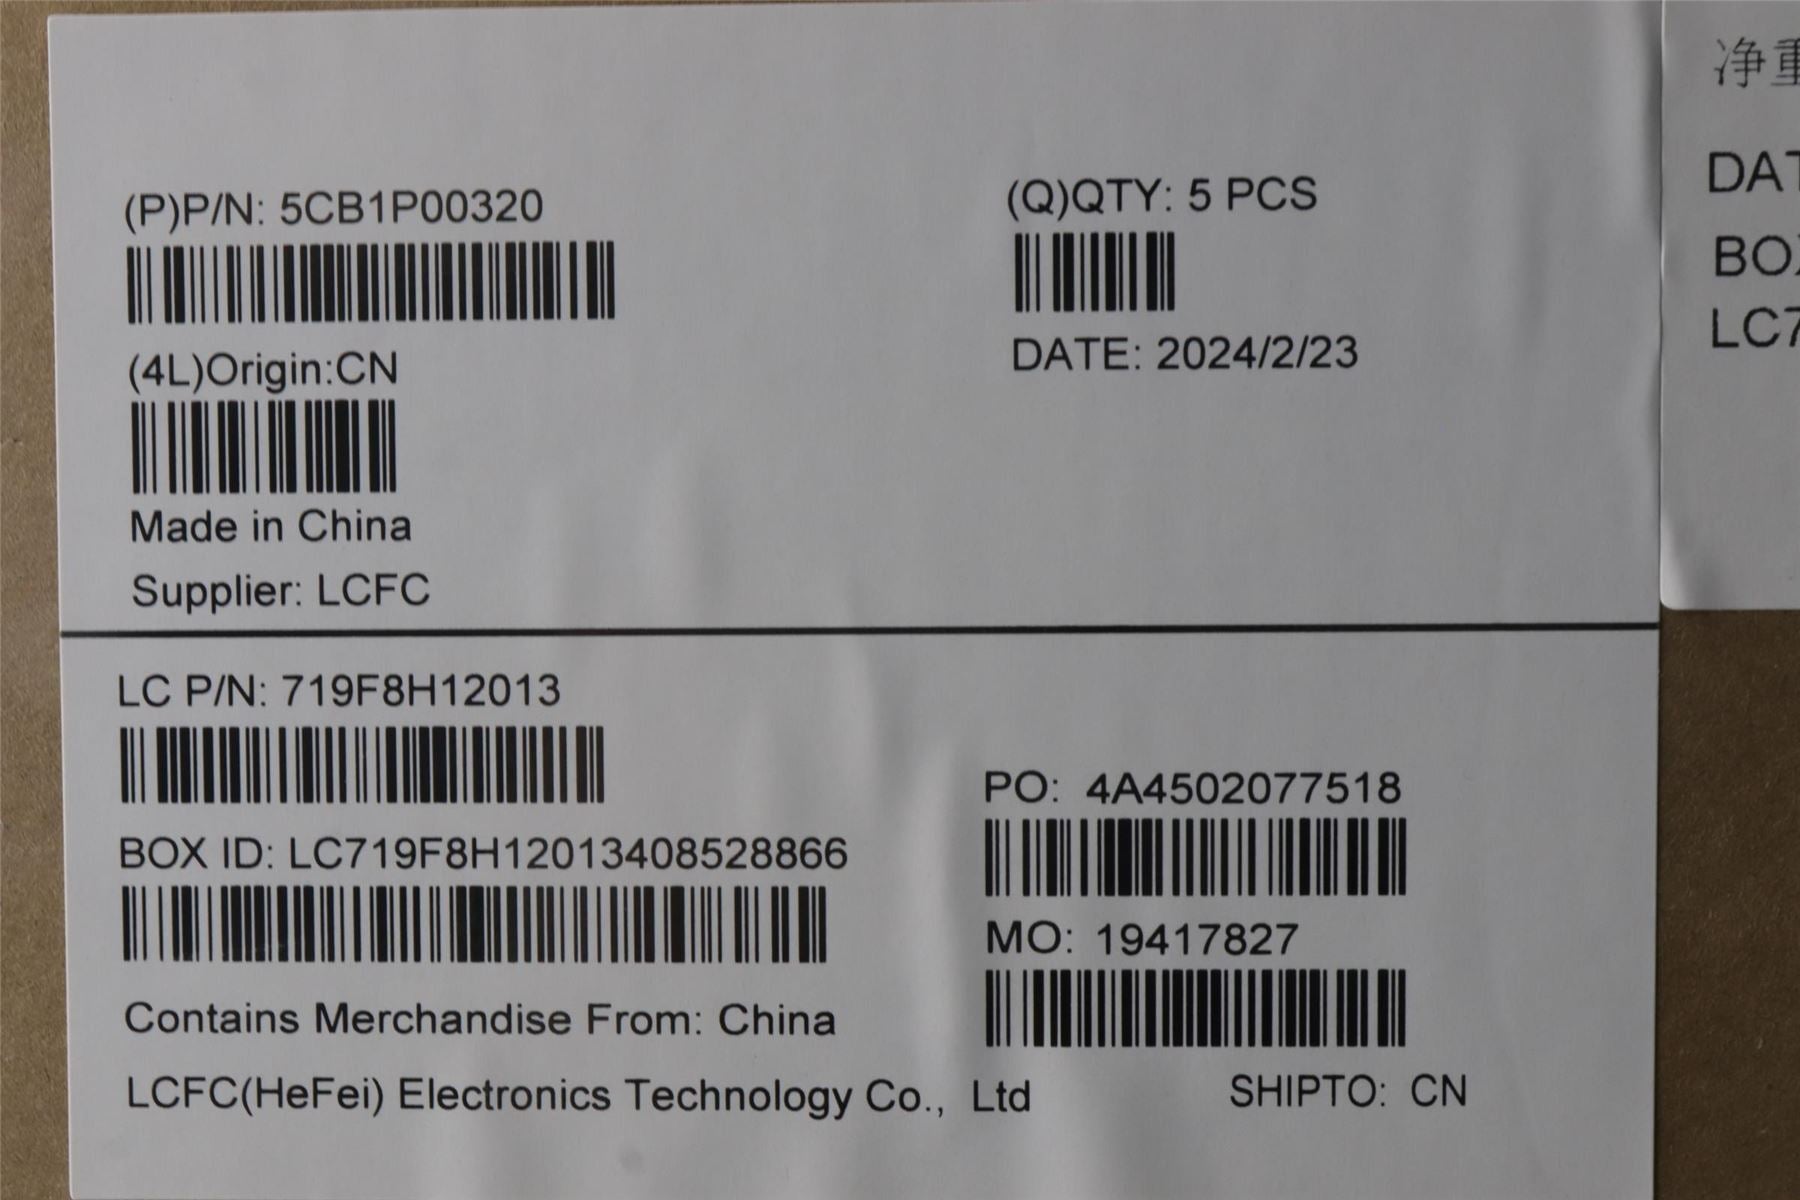 (P)P/N: 5CB1P00320
(Q)QTY: 5 PCS
DATE: 2024/2/23
(4L)Origin:CN
Made in China
Supplier: LCFC
LC P/N: 719F8H12013
BOX ID: LC719F8H12013408528866
PO: 4A4502077518
MO: 19417827
Contains Merchandise From: China
LCFC(HeFei) Electronics Technology Co., Ltd
SHIPTO: CN
净重
DAT
BOX
LC7